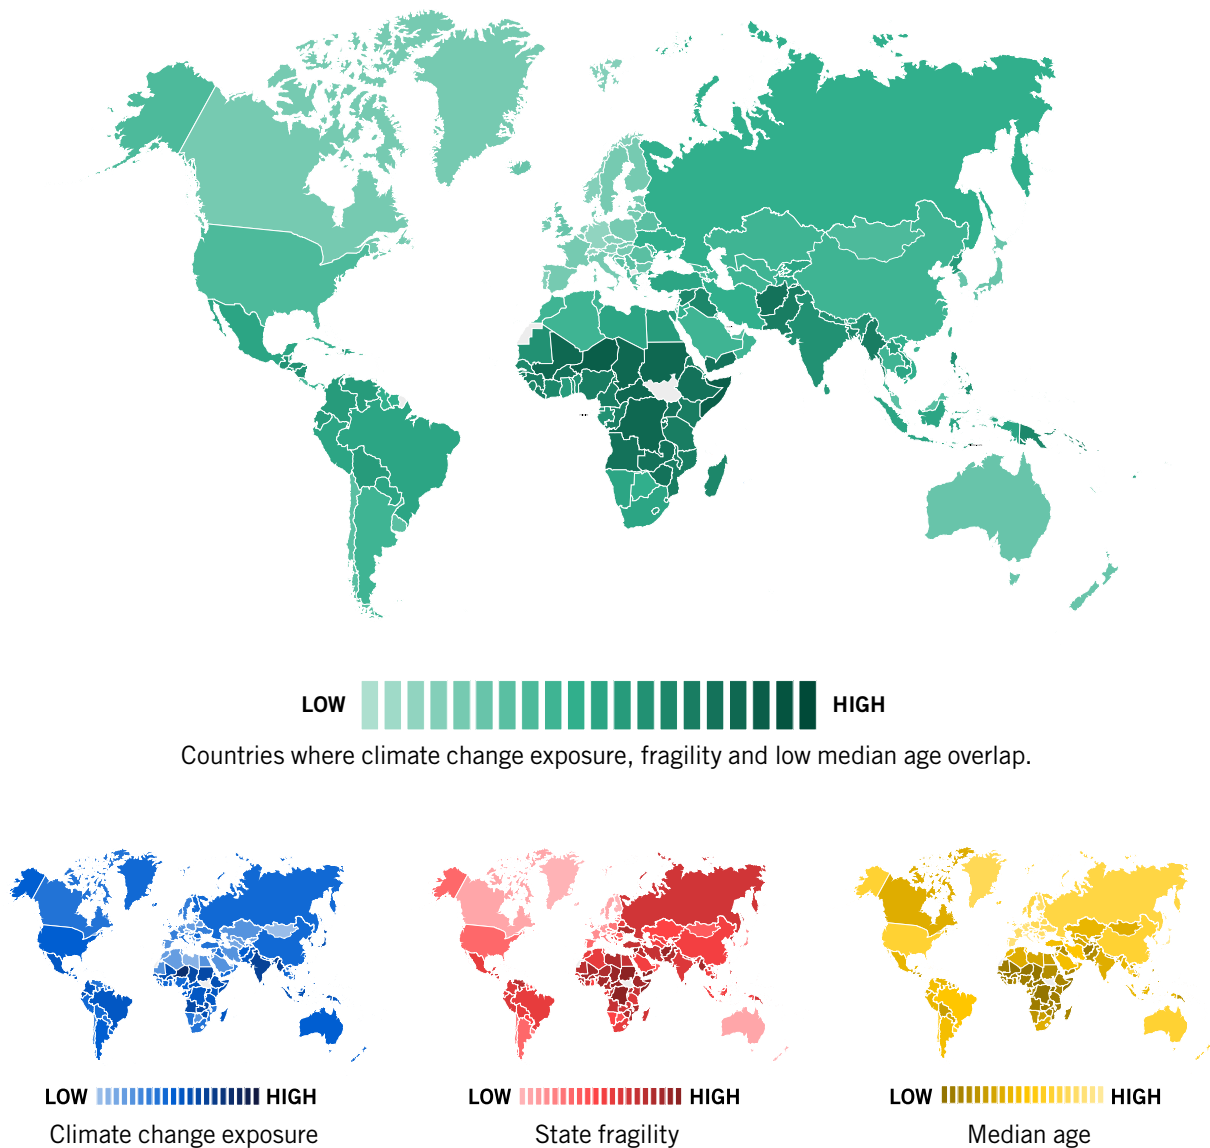 LOW HIGH
Countries where climate change exposure, fragility and low median age overlap.
LOW HIGH LOW HIGH LOW HIGH
Climate change exposure State fragility Median age